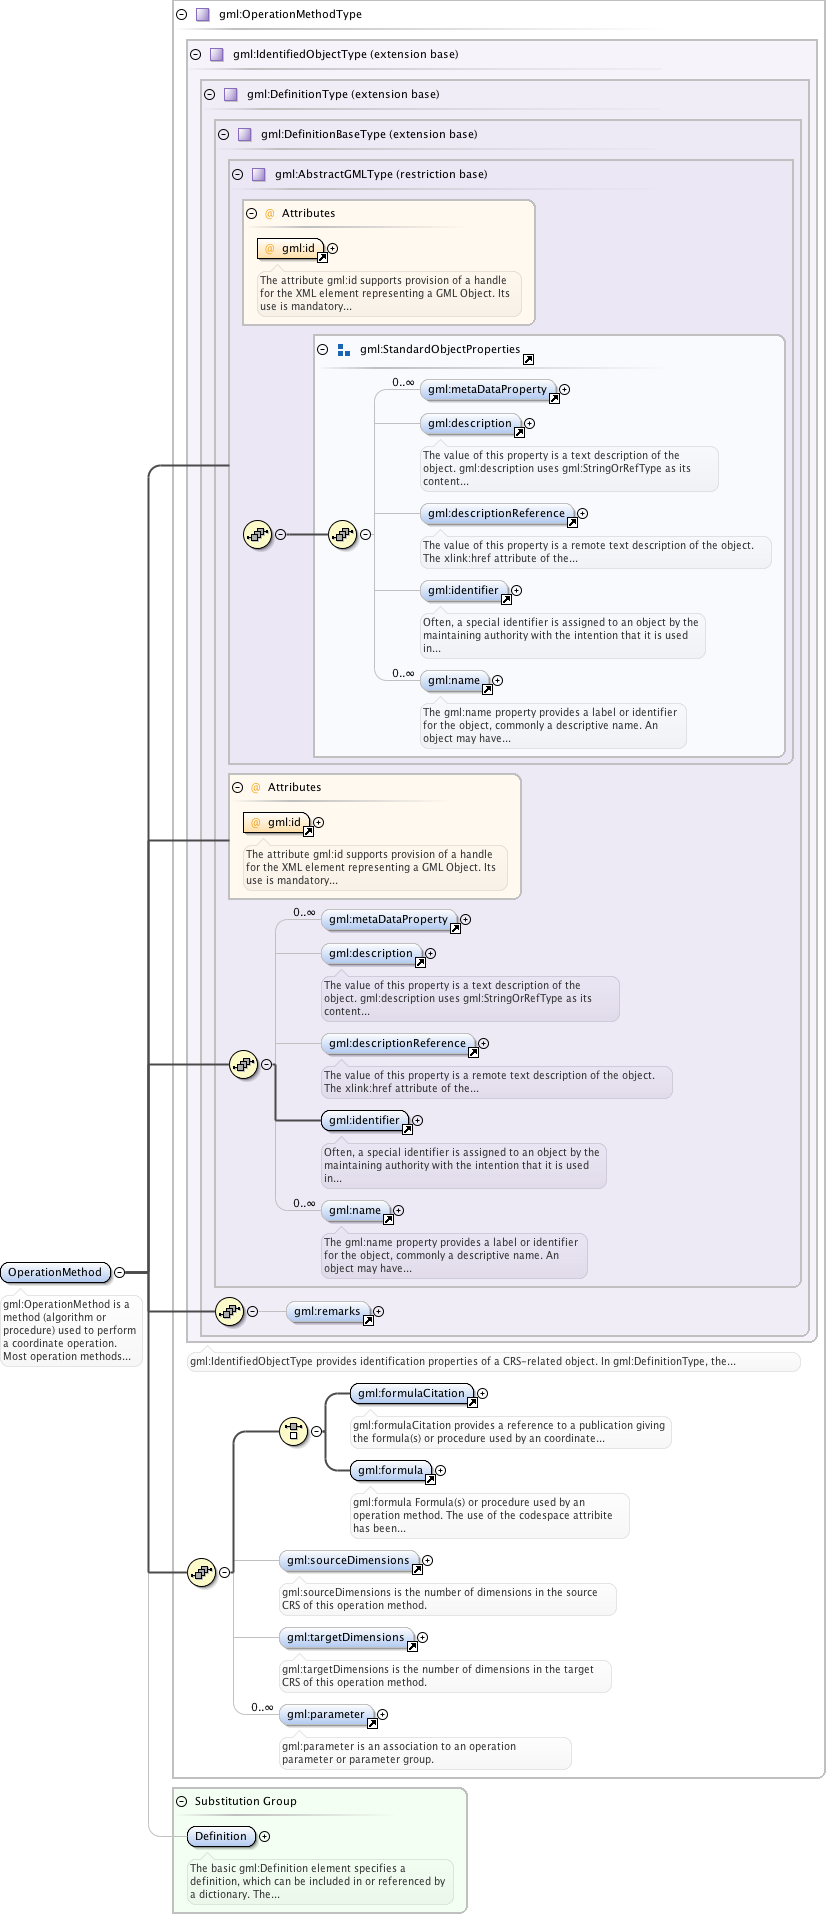 gml:OperationMethodType
gml:IdentifiedObjectType (extension base)
gml:DefinitionType (extension base)
gml:DefinitionBaseType (extension base)
gml:AbstractGMLType (restriction base)
@ Attributes
@ gml:id
The attribute gml:id supports provision of a handle
for the XML element representing a GML Object. Its
use is mandatory...
gml:StandardObjectProperties
0..∞ gml:metaDataProperty
gml:description
The value of this property is a text description of the
object. gml:description uses gml:StringOrRefType as its
content...
gml:descriptionReference
The value of this property is a remote text description of the object.
The xlink:href attribute of the...
gml:identifier
Often, a special identifier is assigned to an object by the
maintaining authority with the intention that it is used
in...
0..∞ gml:name
The gml:name property provides a label or identifier
for the object, commonly a descriptive name. An
object may have...
@ Attributes
@ gml:id
The attribute gml:id supports provision of a handle
for the XML element representing a GML Object. Its
use is mandatory...
0..∞ gml:metaDataProperty
gml:description
The value of this property is a text description of the
object. gml:description uses gml:StringOrRefType as its
content...
gml:descriptionReference
The value of this property is a remote text description of the object.
The xlink:href attribute of the...
gml:identifier
Often, a special identifier is assigned to an object by the
maintaining authority with the intention that it is used
in...
0..∞ gml:name
The gml:name property provides a label or identifier
for the object, commonly a descriptive name. An
object may have...
OperationMethod
gml:OperationMethod is a
method (algorithm or
procedure) used to perform
a coordinate operation.
Most operation methods...
gml:remarks
gml:IdentifiedObjectType provides identification properties of a CRS-related object. In gml:DefinitionType, the...
gml:formulaCitation
gml:formulaCitation provides a reference to a publication giving
the formula(s) or procedure used by an coordinate...
gml:formula
gml:formula Formula(s) or procedure used by an
operation method. The use of the codespace attribite
has been...
gml:sourceDimensions
gml:sourceDimensions is the number of dimensions in the source
CRS of this operation method.
gml:targetDimensions
gml:targetDimensions is the number of dimensions in the target
CRS of this operation method.
0..∞ gml:parameter
gml:parameter is an association to an operation
parameter or parameter group.
Substitution Group
Definition
The basic gml:Definition element specifies a
definition, which can be included in or referenced by
a dictionary. The...